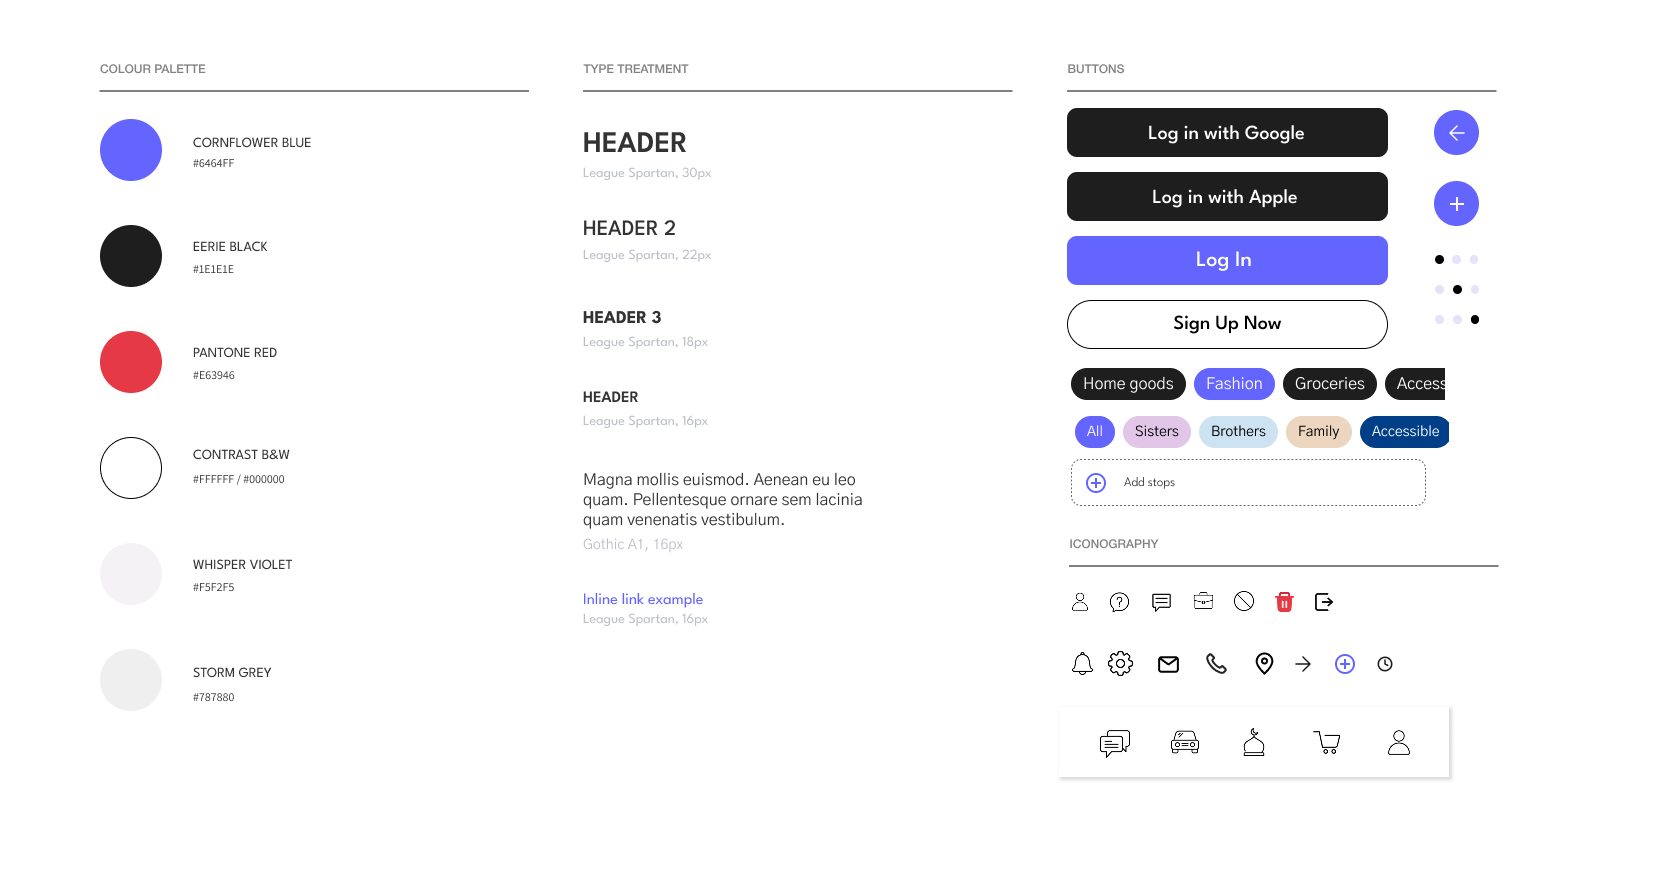 COLOUR PALETTE
CORNFLOWER BLUE
#6464FF
EERIE BLACK
#1E1E1E
PANTONE RED
#E63946
CONTRAST B&W
#FFFFFF / #000000
WHISPER VIOLET
#F5F2F5
STORM GREY
#787880
TYPE TREATMENT
HEADER
League Spartan, 30px
HEADER 2
League Spartan, 22px
HEADER 3
League Spartan, 18px
HEADER
League Spartan, 16px
Magna mollis euismod. Aenean eu leo
quam. Pellentesque ornare sem lacinia
quam venenatis vestibulum.
Gothic A1, 16px
Inline link example
League Spartan, 16px
BUTTONS
Log in with Google
Log in with Apple
Log In
Sign Up Now
Home goods Fashion Groceries Access
All Sisters Brothers Family Accessible
Add stops
ICONOGRAPHY